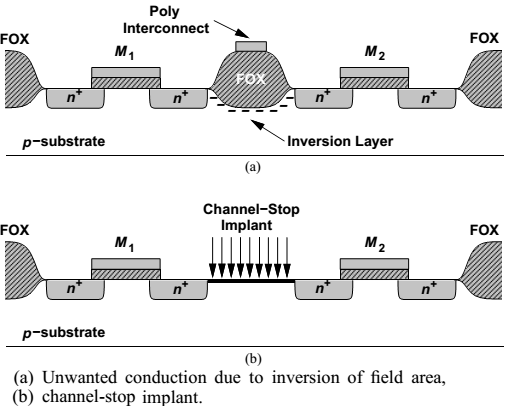 Poly
Interconnect
FOX
M1
FOX
M2
FOX
n+
n+
n+
n+
p−substrate
Inversion Layer
(a)
Channel−Stop
Implant
FOX
M1
M2
FOX
n+
n+
n+
n+
p−substrate
(b)
(a) Unwanted conduction due to inversion of field area,
(b) channel-stop implant.